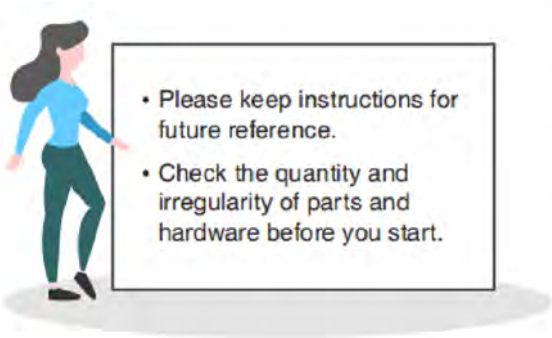 • Please keep instructions for
future reference.
• Check the quantity and
irregularity of parts and
hardware before you start.